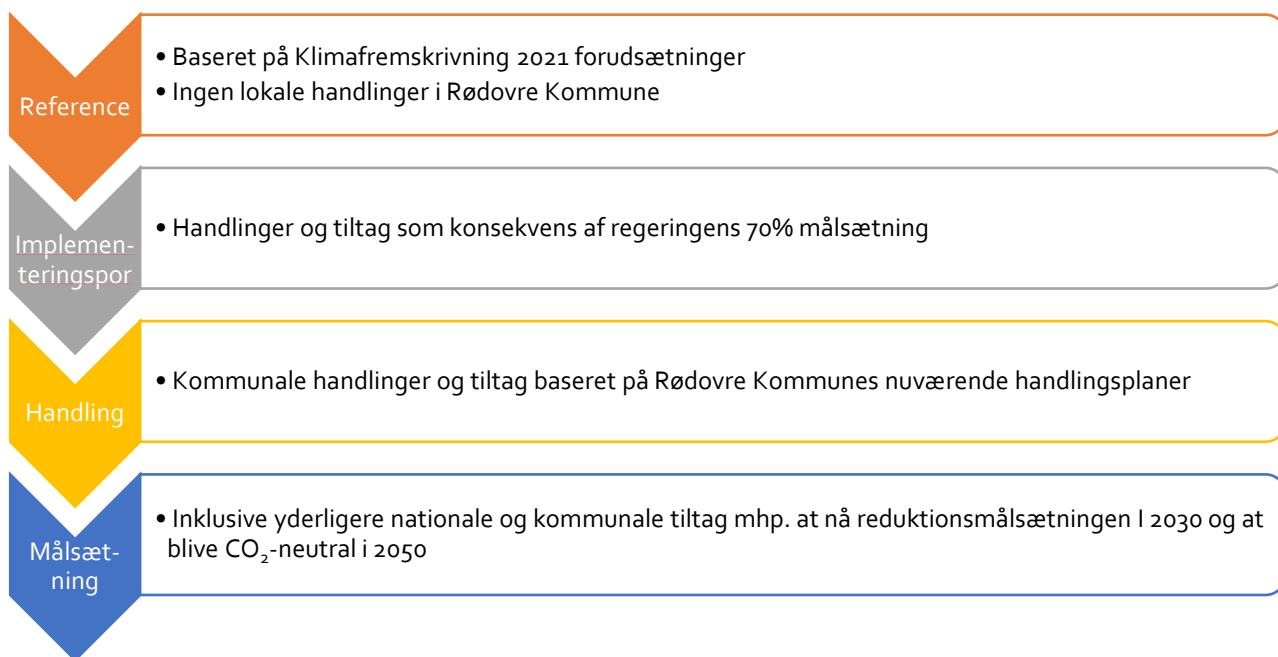 Reference
• Baseret på Klimafremskrivning 2021 forudsætninger
• Ingen lokale handlinger i Rødovre Kommune
Implemen-
teringspor
• Handlinger og tiltag som konsekvens af regeringens 70% målsætning
Handling
• Kommunale handlinger og tiltag baseret på Rødovre Kommunes nuværende handlingsplaner
Målsæt-
ning
• Inklusive yderligere nationale og kommunale tiltag mhp. at nå reduktionsmålsætningen I 2030 og at
blive CO₂-neutral i 2050